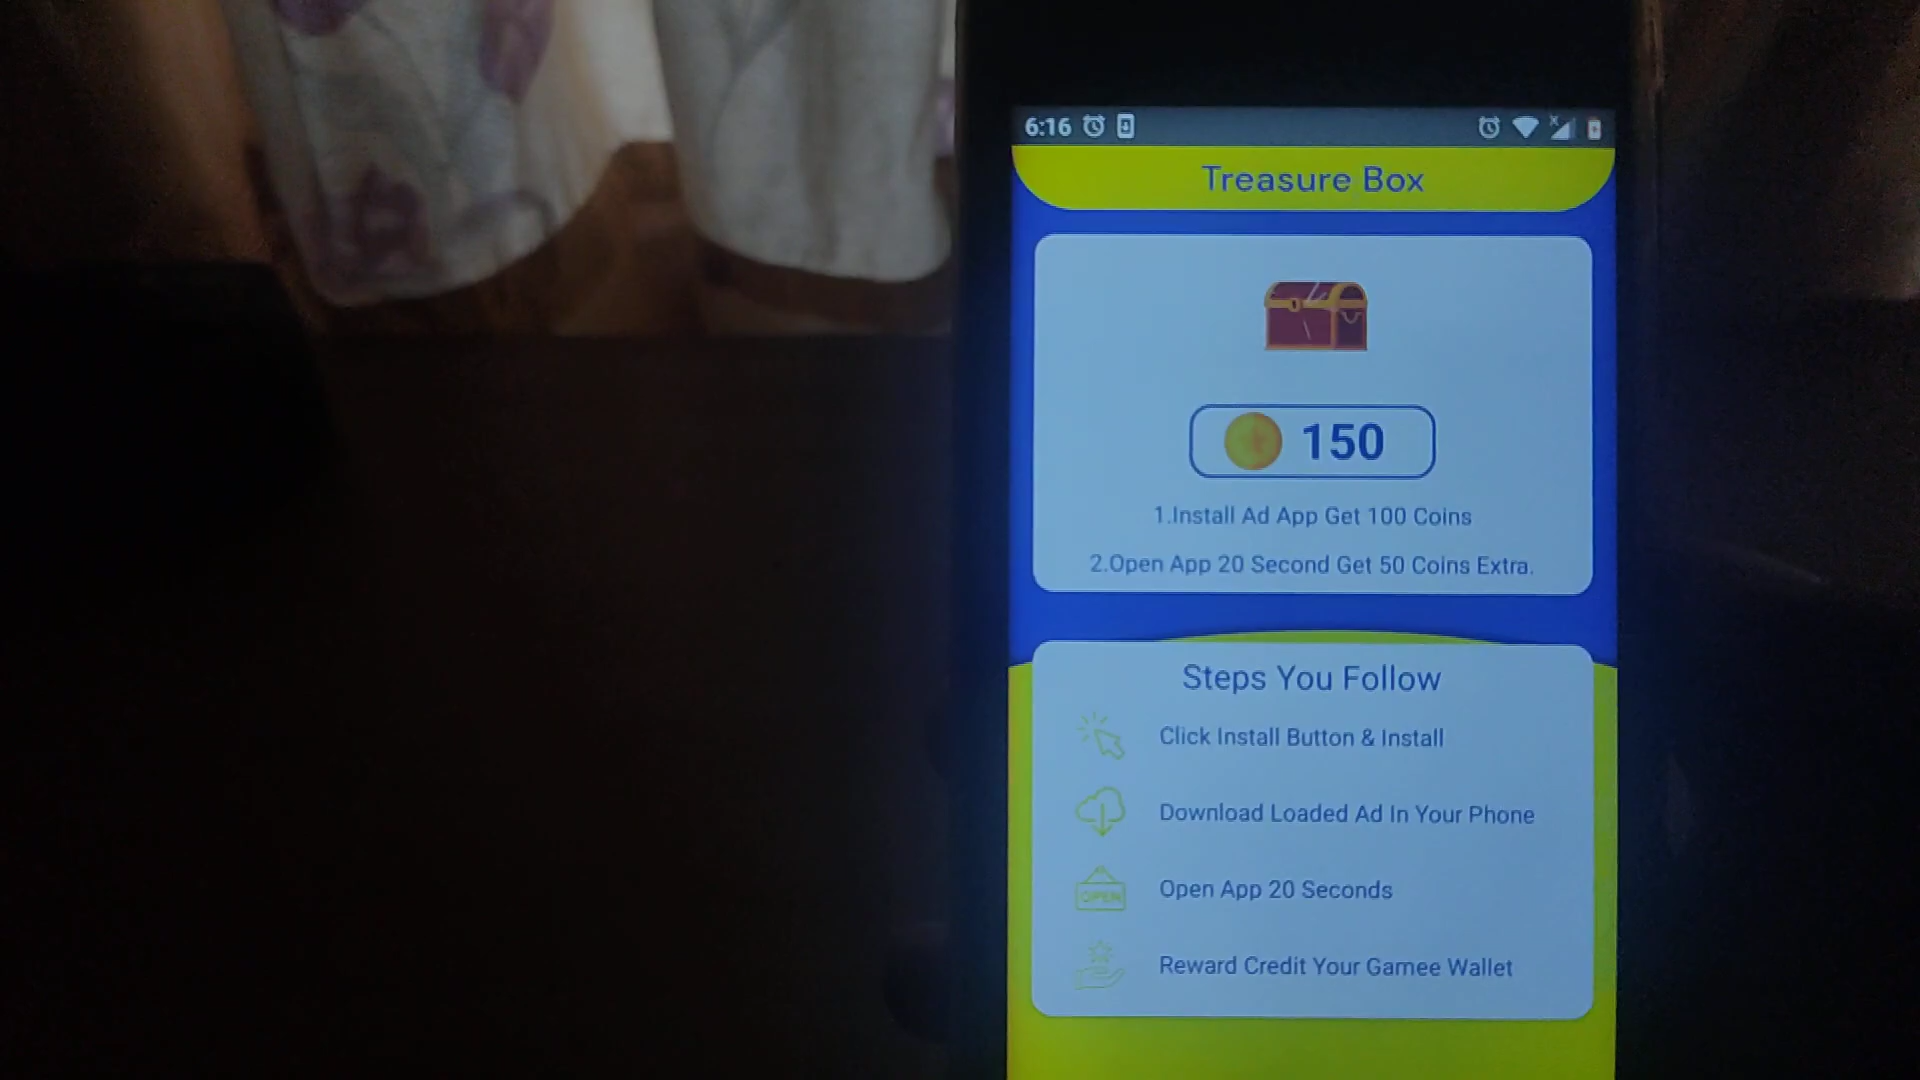 6:16
Treasure Box
150
1.Install Ad App Get 100 Coins
2.Open App 20 Second Get 50 Coins Extra.
Steps You Follow
Click Install Button & Install
Download Loaded Ad In Your Phone
Open App 20 Seconds
OPEN
Reward Credit Your Gamee Wallet